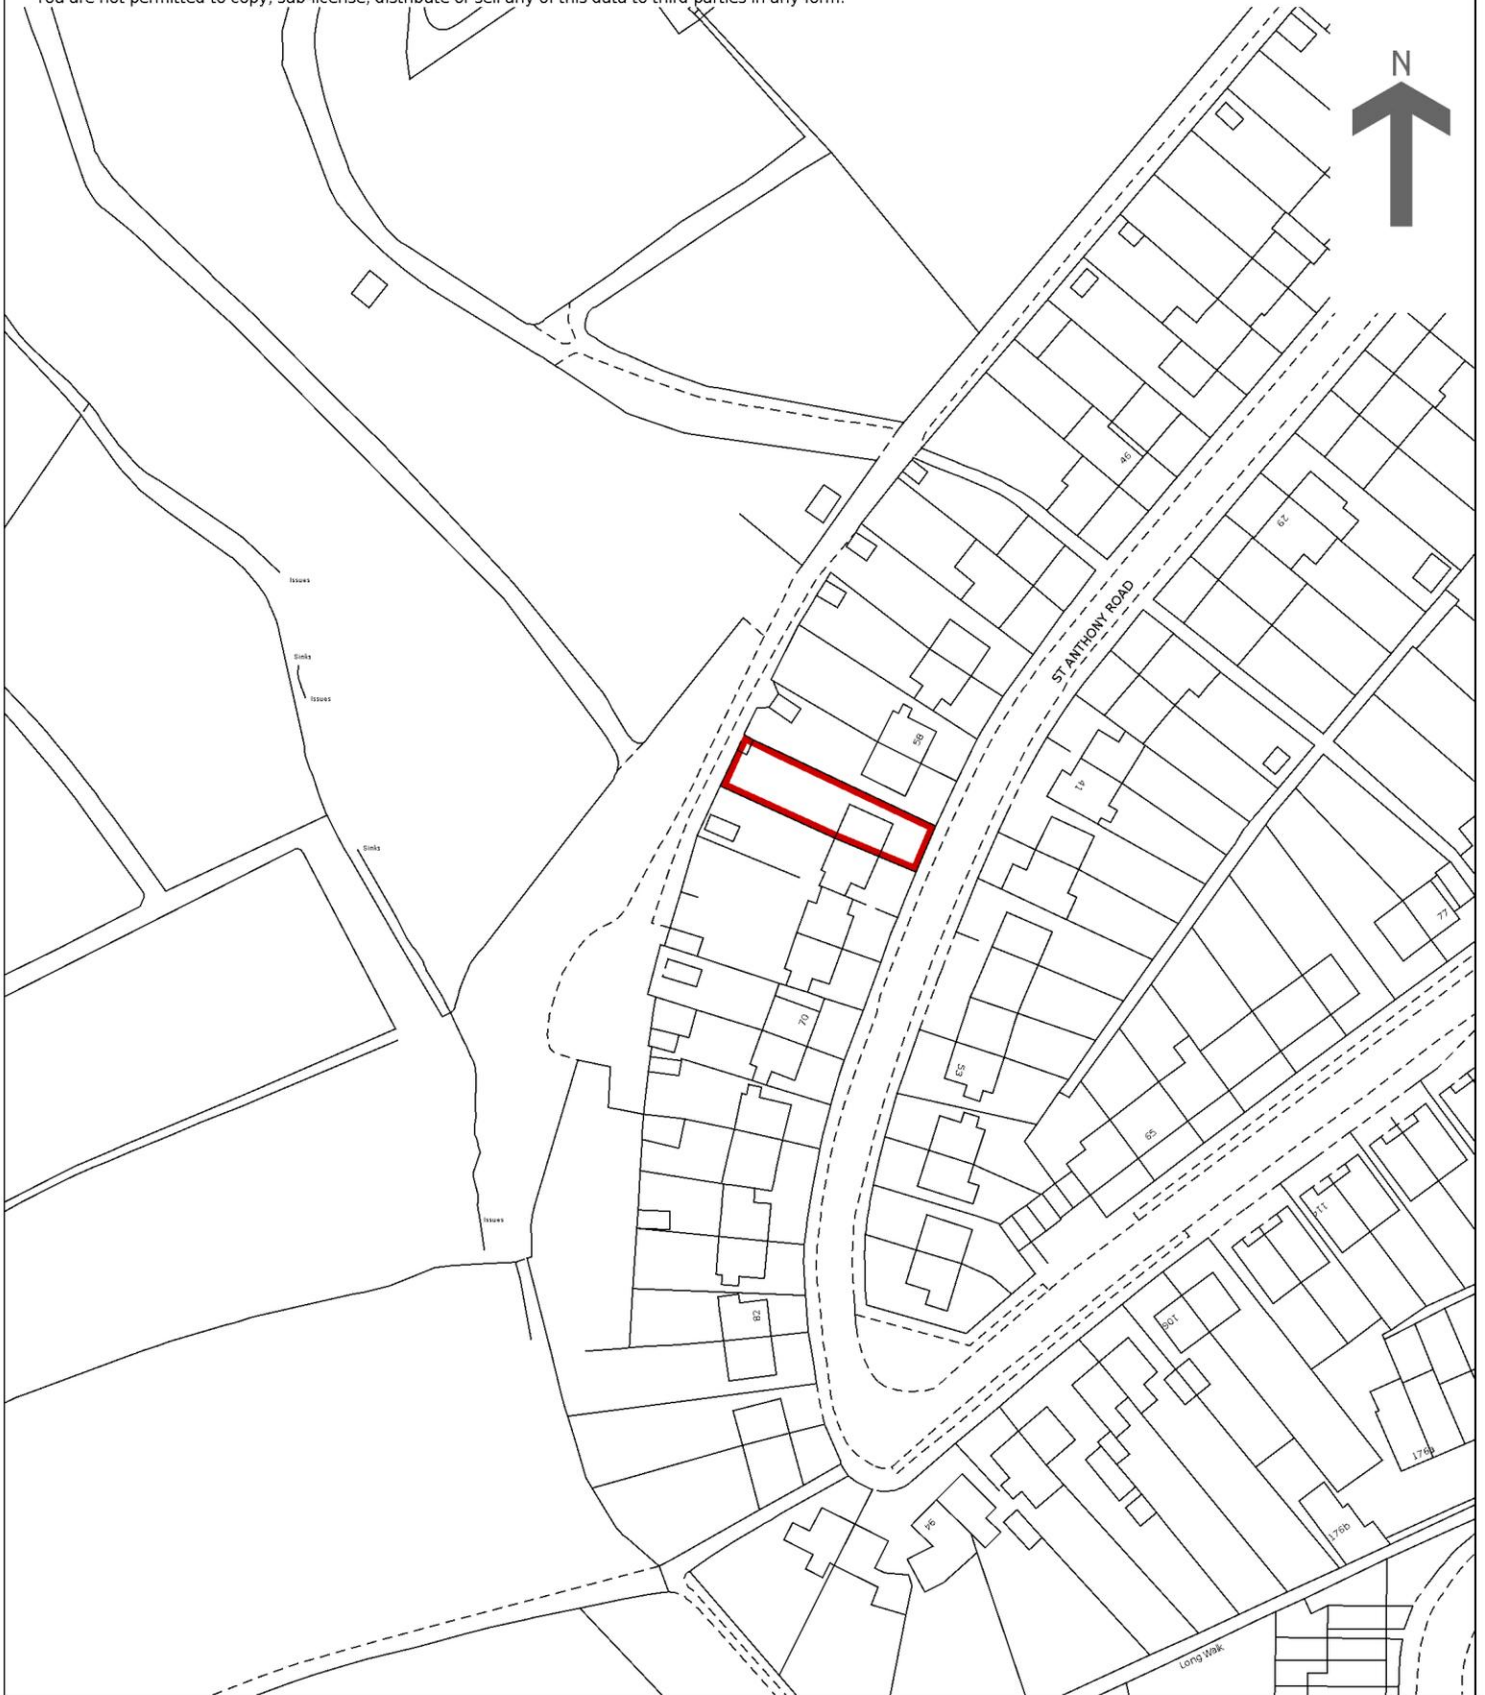 You are not permitted to copy, sub-license, distribute or sell any of this data to third parties in any form.
N
46
29
ST ANTHONY ROAD
Issues
Sinks
Issues
58
41
Sinks
77
70
53
65
114
Issues
82
108
176a
94
176b
Long Walk